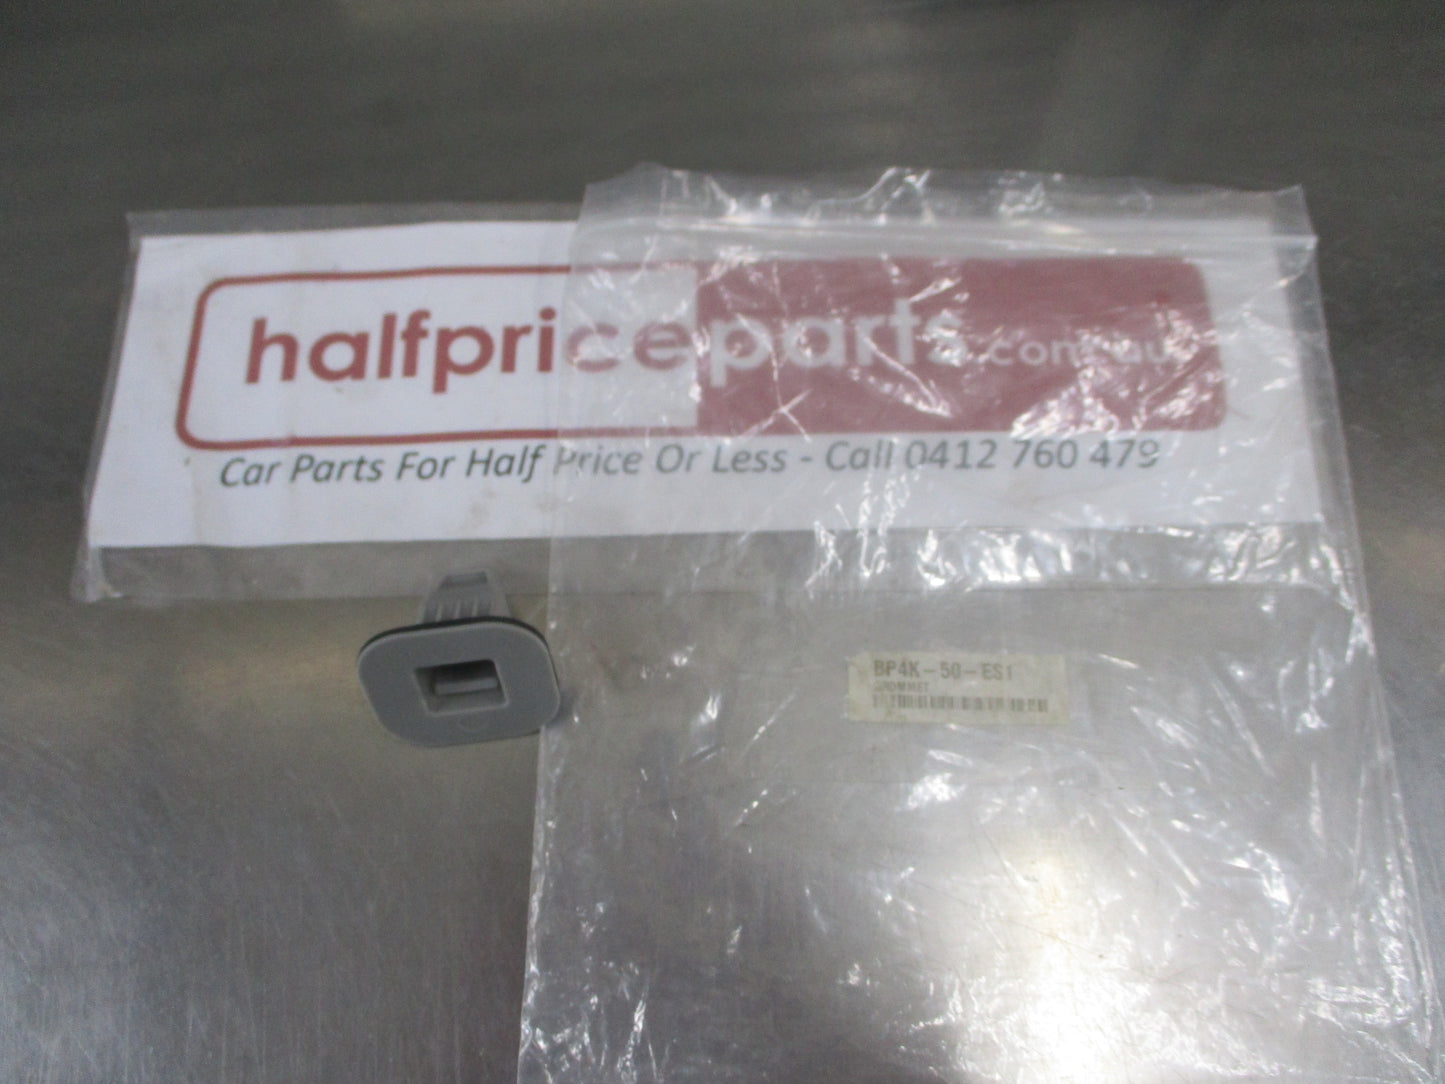 halfpriceparts.com.au
Car Parts For Half Price Or Less - Call 0412 760 479
BP4K-50-ES1
GROMMET